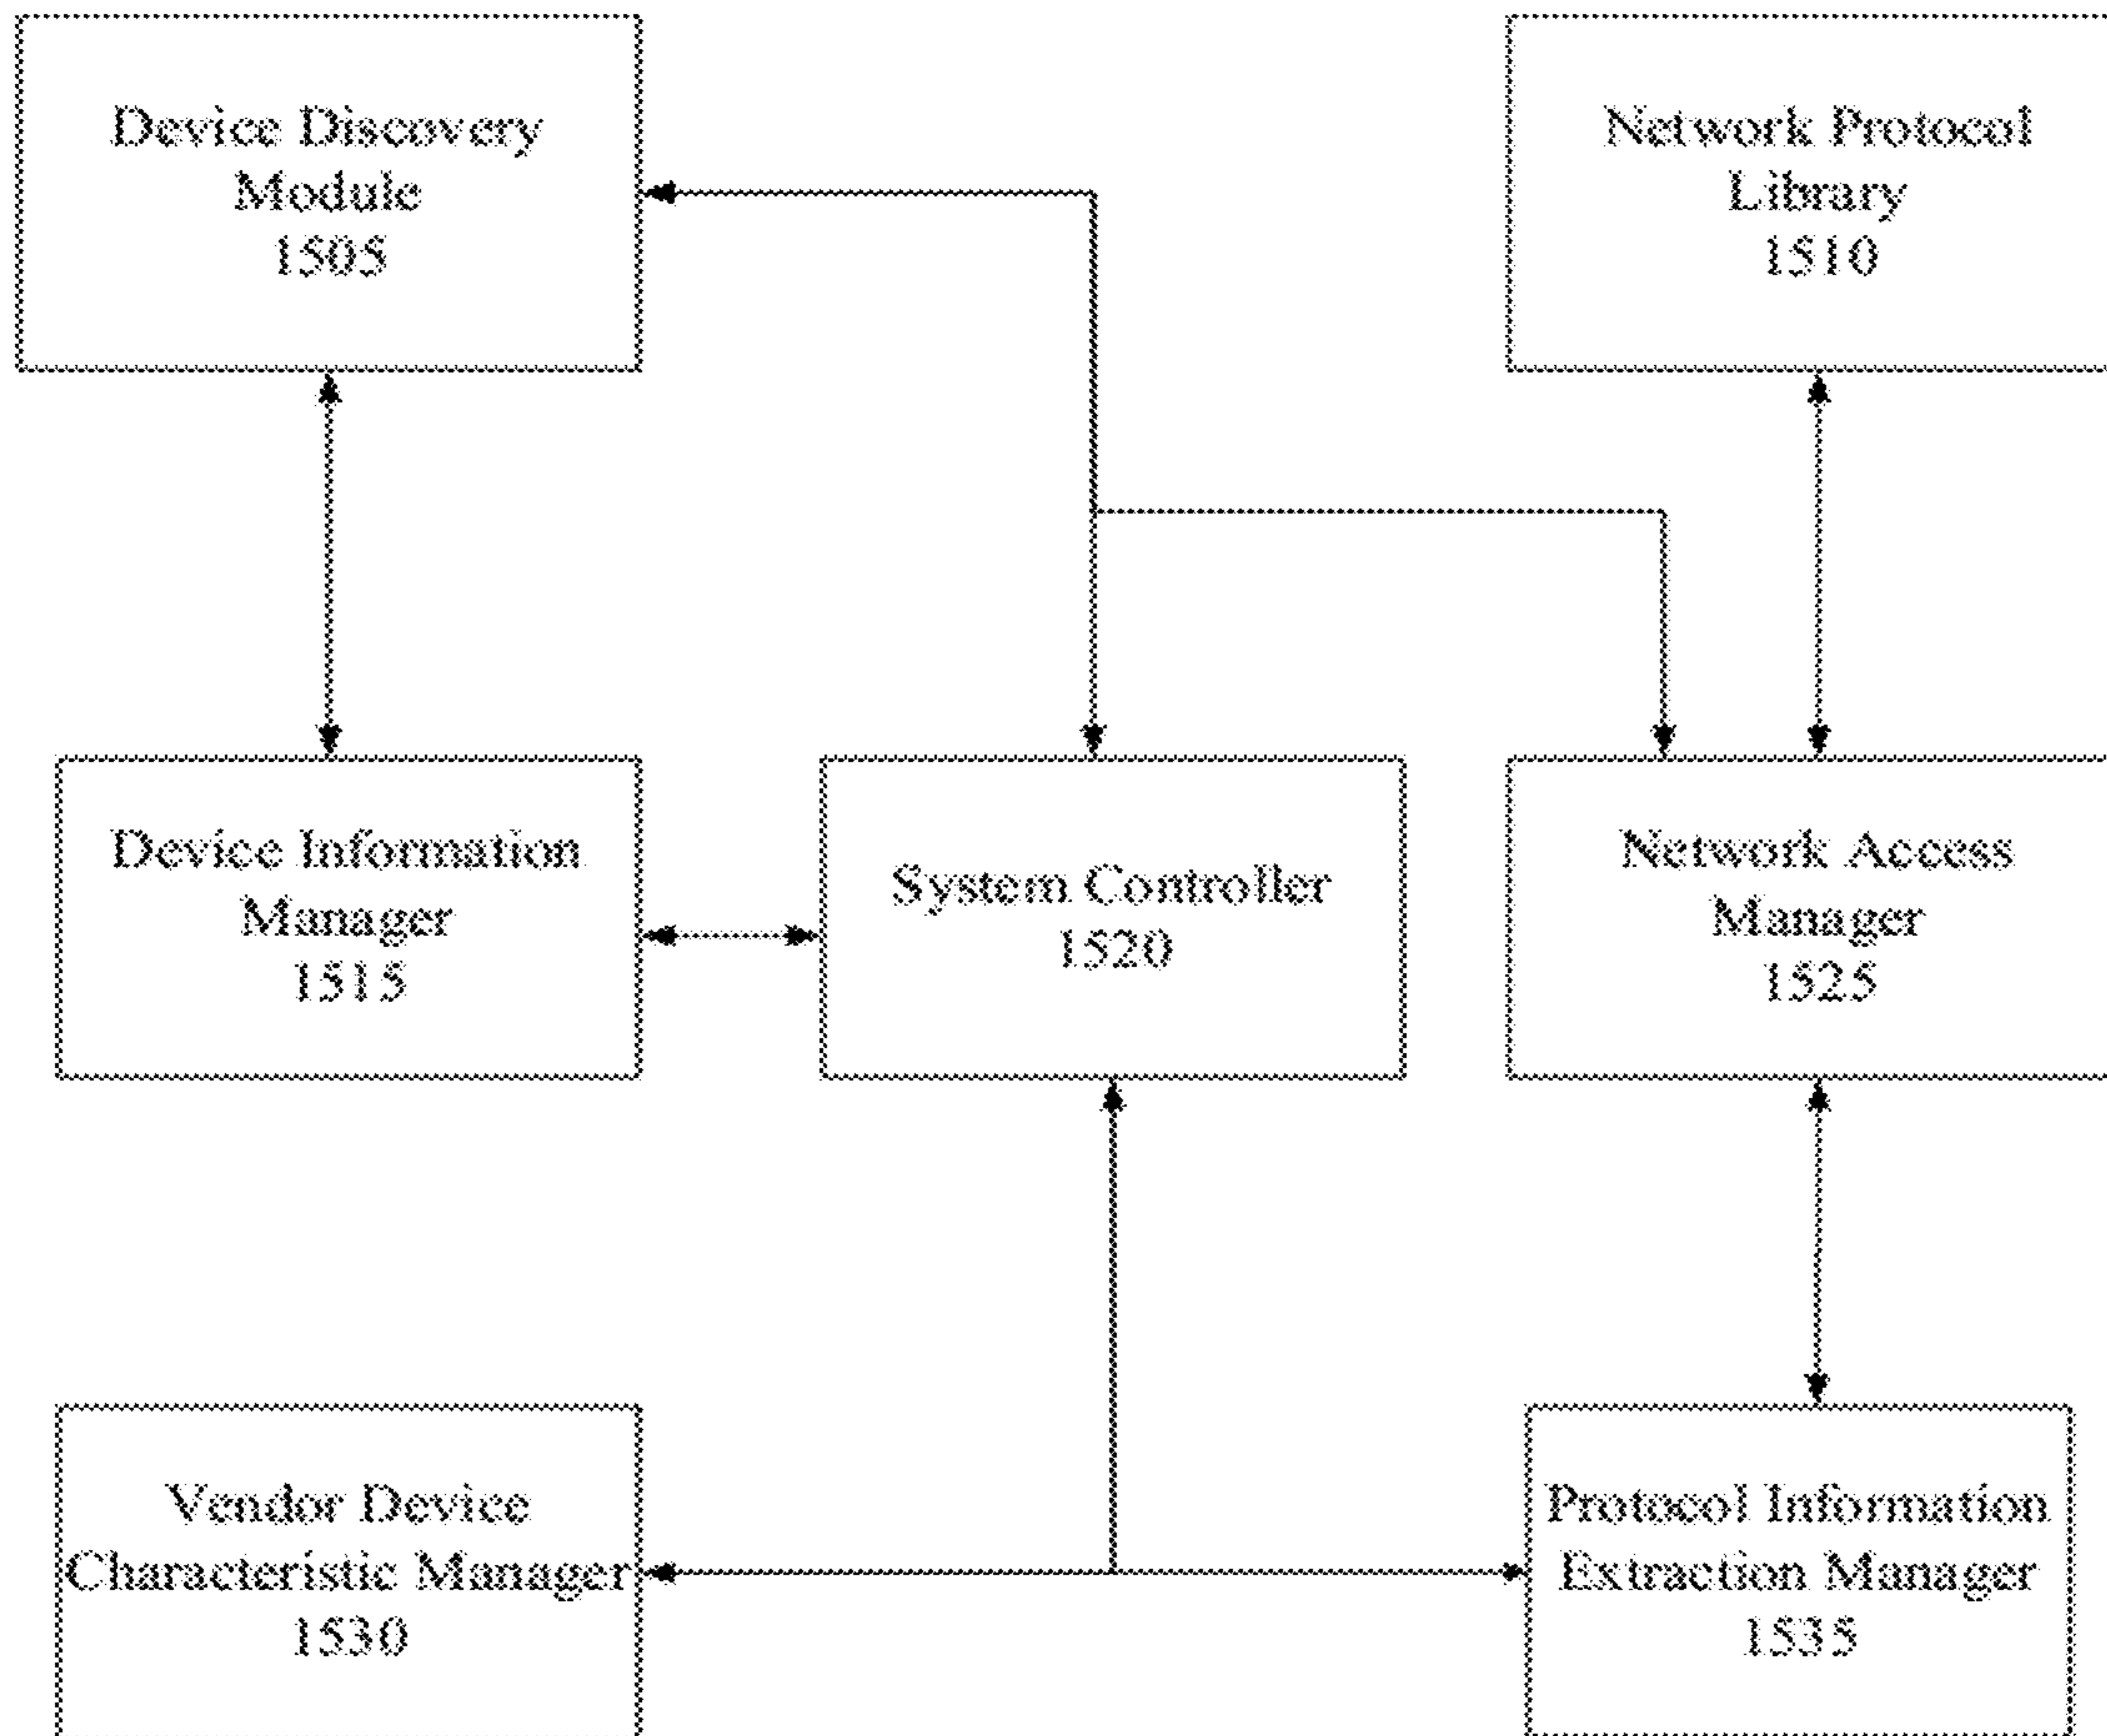 Device Discovery
Module
1505
Network Protocol
Library
1510
Device Information
Manager
1515
System Controller
1520
Network Access
Manager
1525
Vendor Device
Characteristic Manager
1530
Protocol Information
Extraction Manager
1535